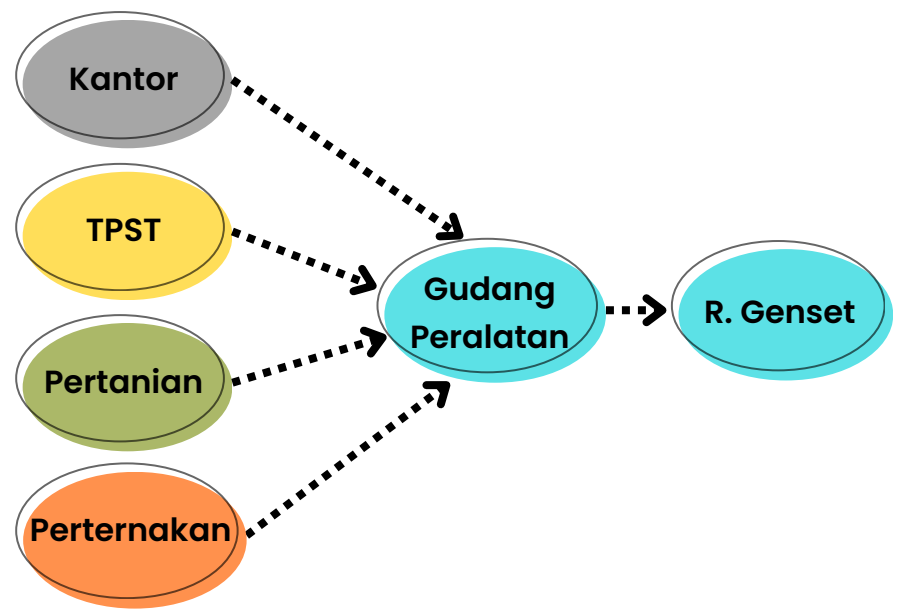 Kantor
TPST
Pertanian
Perternakan
Gudang
Peralatan
R. Genset